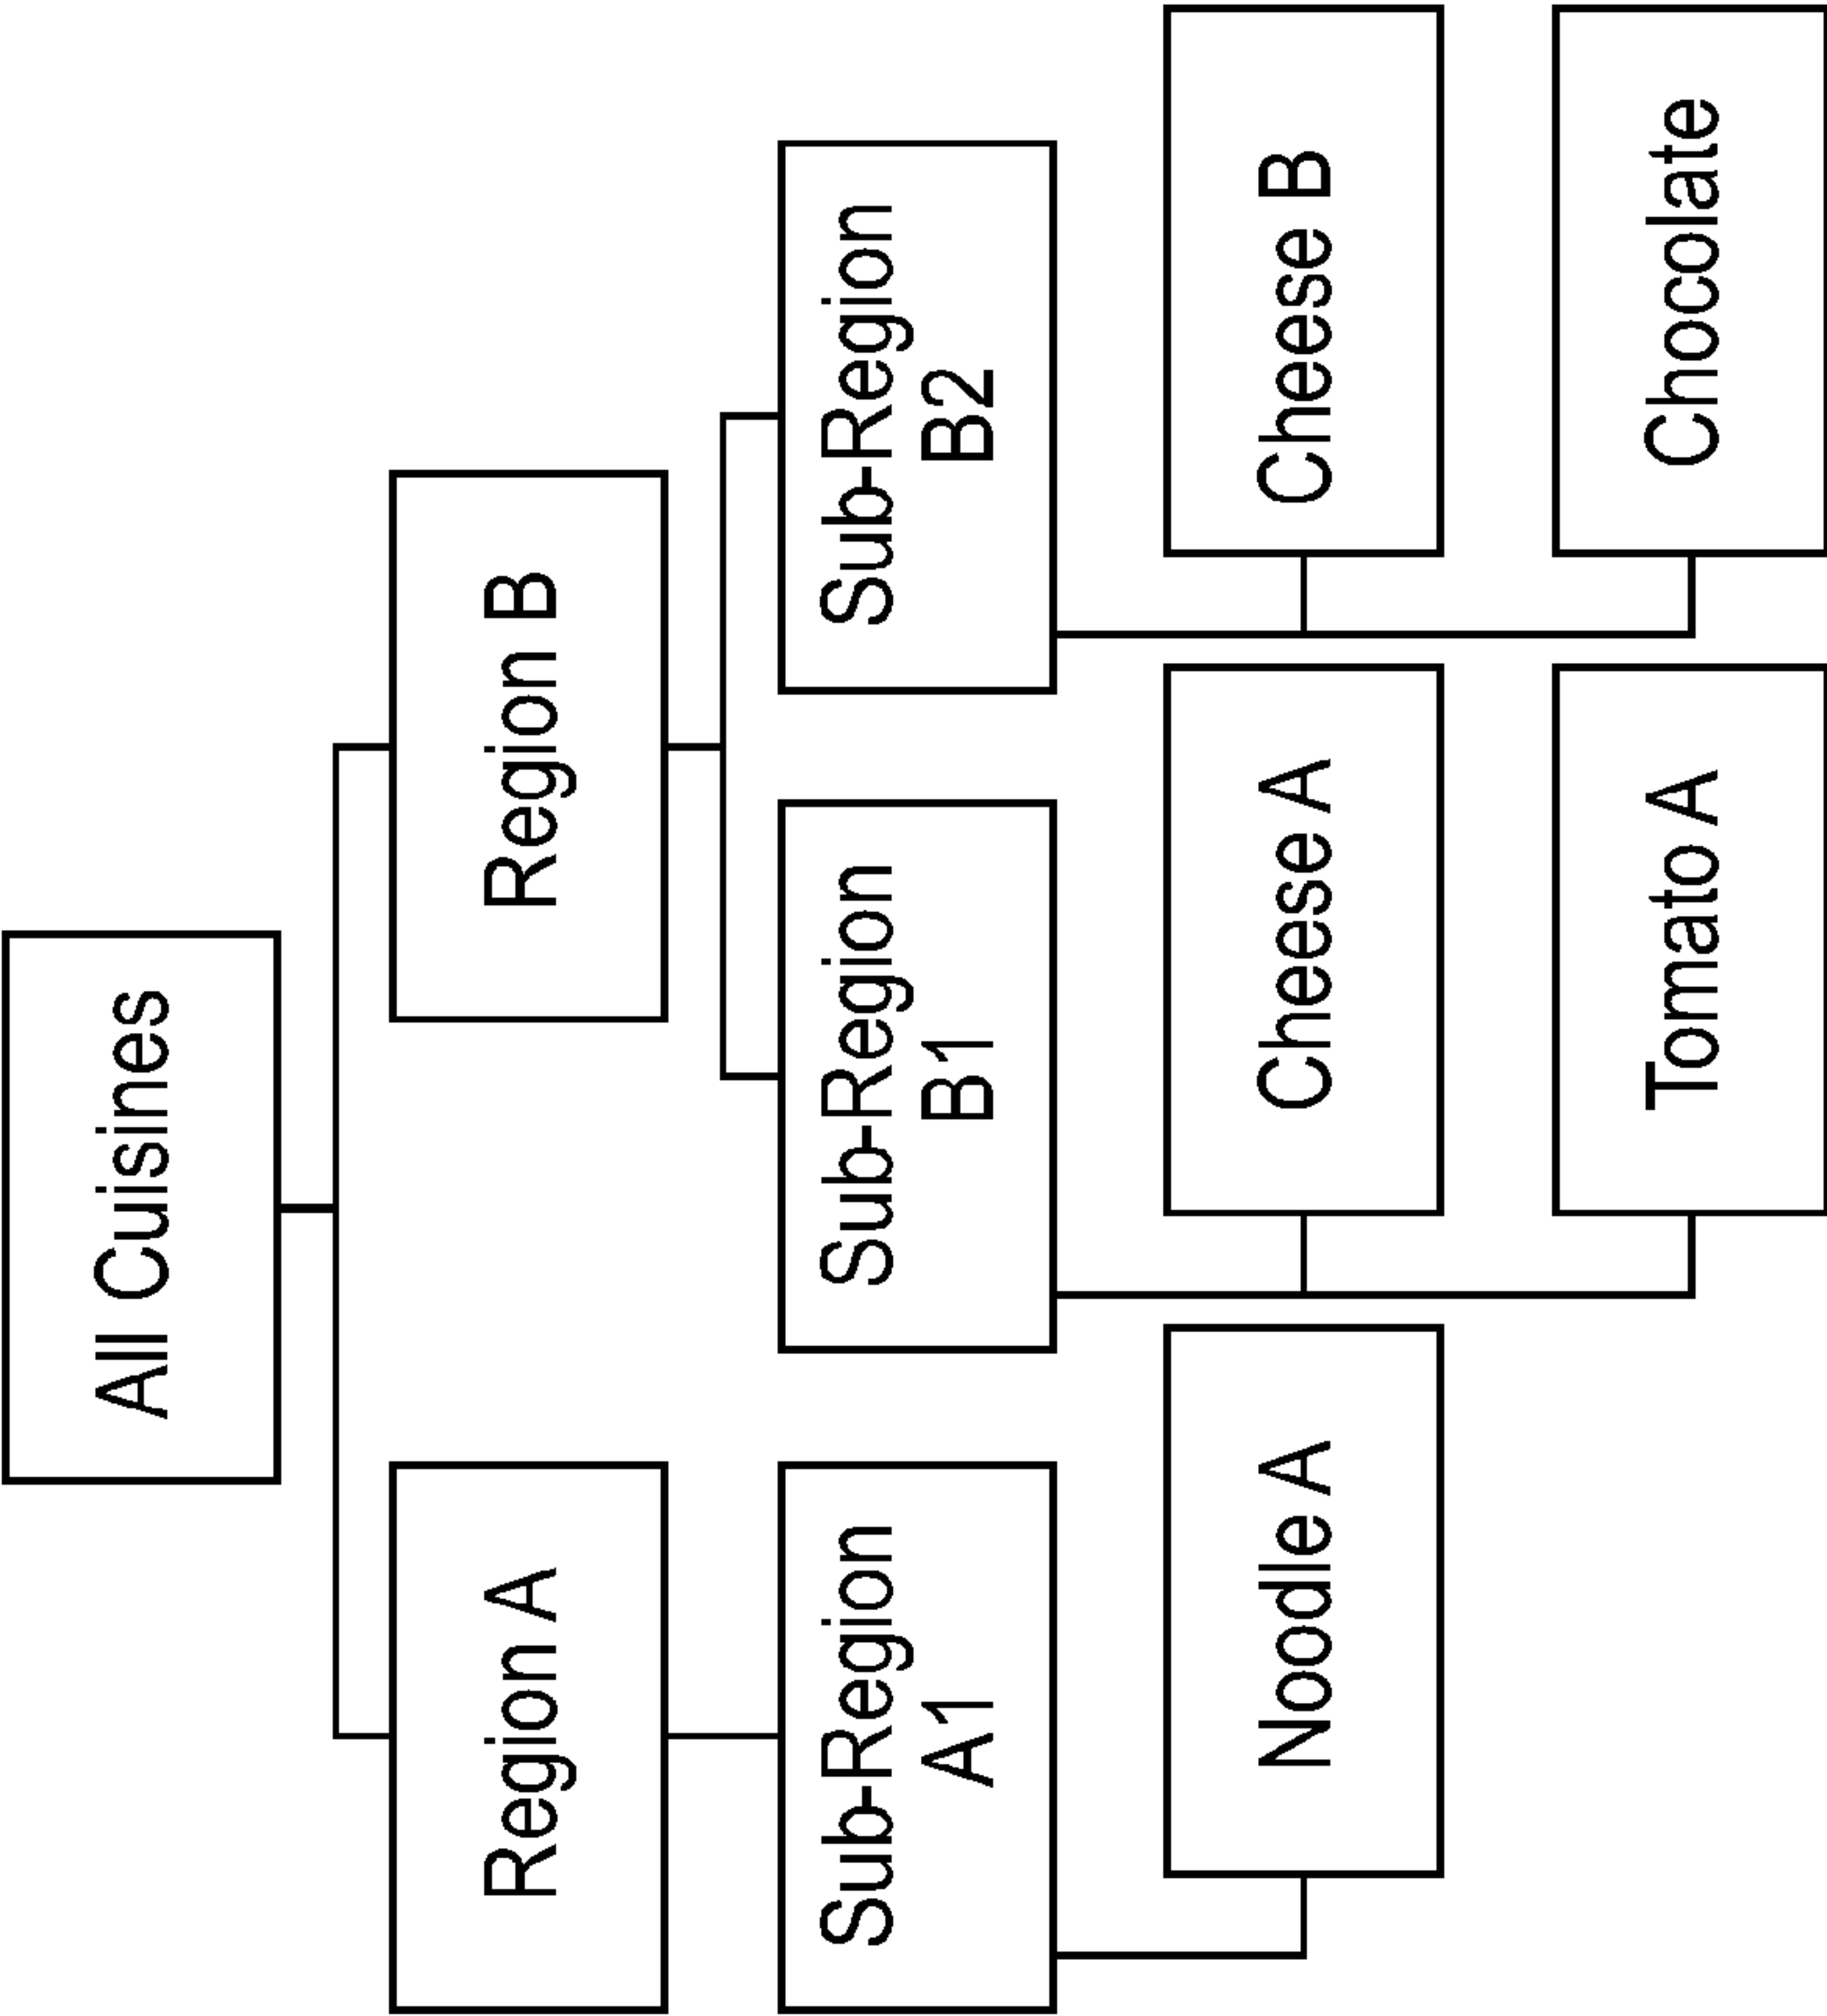 All Cuisines
Region A
Region B
Sub-Region
A1
Sub-Region
B1
Sub-Region
B2
Noodle A
Cheese A
Cheese B
Tomato A
Chocolate